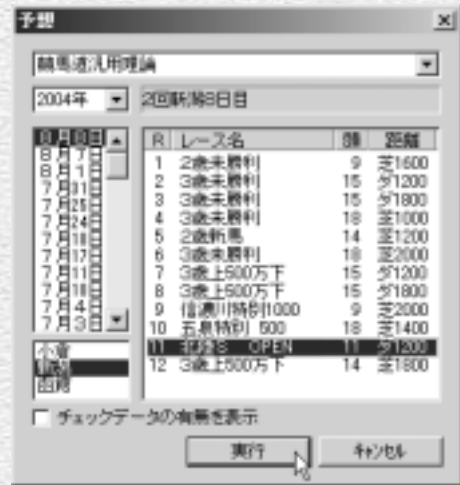 予想
競馬道汎用理論
2004年 2回新潟8日目
8月8日
8月7日
8月1日
7月31日
7月25日
7月24日
7月18日
7月17日
7月11日
7月10日
7月4日
7月3日
小倉
新潟
函館
R レース名 頭 距離
1 2歳未勝利 9 芝1600
2 3歳未勝利 15 ダ1200
3 3歳未勝利 15 ダ1800
4 3歳未勝利 18 芝1000
5 2歳新馬 14 芝1200
6 3歳未勝利 18 芝2000
7 3歳上500万下 15 ダ1200
8 3歳上500万下 15 ダ1800
9 信濃川特別1000 9 芝2000
10 五泉特別 500 18 芝1400
11 北陸S OPEN 11 ダ1200
12 3歳上500万下 14 芝1800
チェックデータの有無を表示
実行 キャンセル